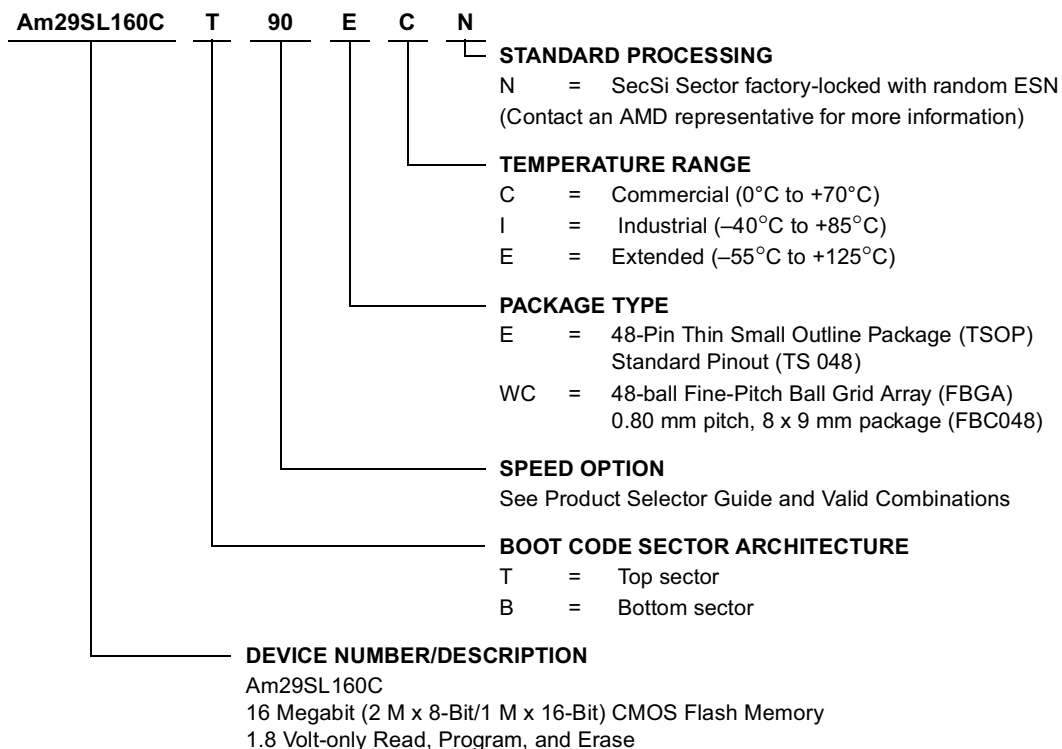 Am29SL160C T 90 E C N
STANDARD PROCESSING
N = SecSi Sector factory-locked with random ESN
(Contact an AMD representative for more information)
TEMPERATURE RANGE
C = Commercial (0°C to +70°C)
I = Industrial (–40°C to +85°C)
E = Extended (–55°C to +125°C)
PACKAGE TYPE
E = 48-Pin Thin Small Outline Package (TSOP)
Standard Pinout (TS 048)
WC = 48-ball Fine-Pitch Ball Grid Array (FBGA)
0.80 mm pitch, 8 x 9 mm package (FBC048)
SPEED OPTION
See Product Selector Guide and Valid Combinations
BOOT CODE SECTOR ARCHITECTURE
T = Top sector
B = Bottom sector
DEVICE NUMBER/DESCRIPTION
Am29SL160C
16 Megabit (2 M x 8-Bit/1 M x 16-Bit) CMOS Flash Memory
1.8 Volt-only Read, Program, and Erase